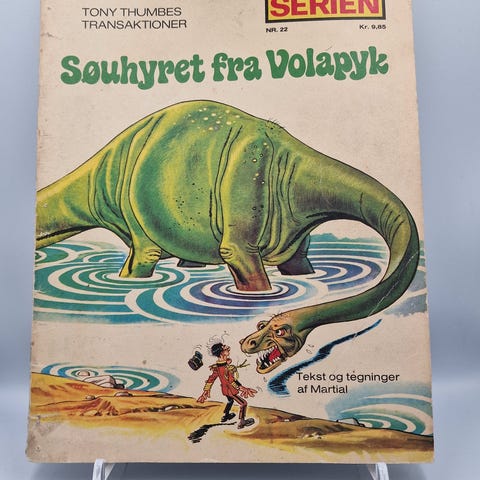 TONY THUMBES
TRANSAKTIONER
SERIEN
NR. 22 Kr. 9,85
Søuhyret fra Volapyk
Tekst og tegninger
af Martial